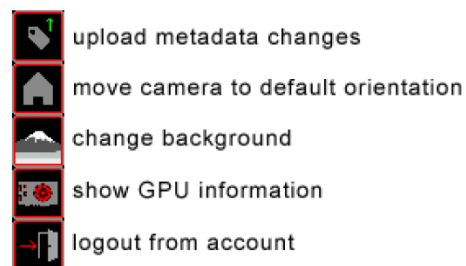 upload metadata changes
move camera to default orientation
change background
show GPU information
logout from account